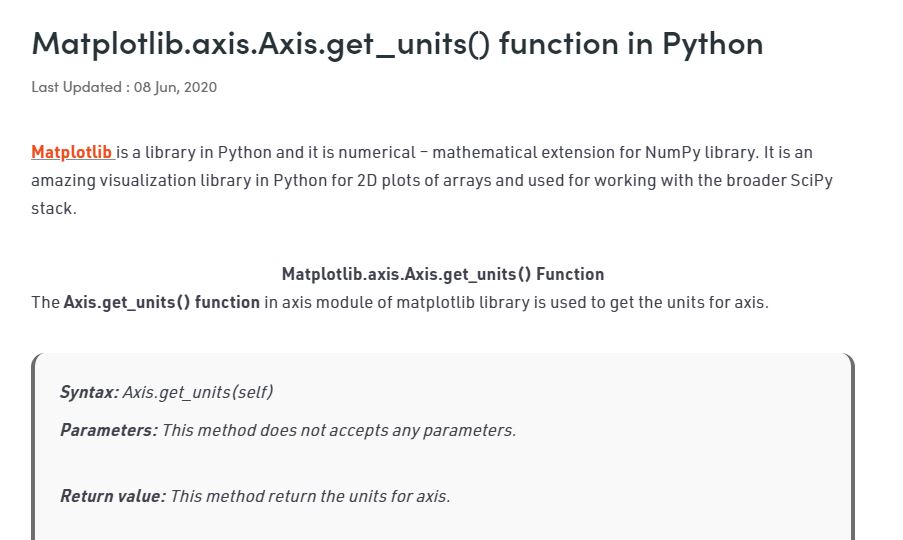 Matplotlib.axis.Axis.get_units() function in Python
Last Updated : 08 Jun, 2020
Matplotlib is a library in Python and it is numerical – mathematical extension for NumPy library. It is an
amazing visualization library in Python for 2D plots of arrays and used for working with the broader SciPy
stack.
Matplotlib.axis.Axis.get_units() Function
The Axis.get_units() function in axis module of matplotlib library is used to get the units for axis.
Syntax: Axis.get_units(self)
Parameters: This method does not accepts any parameters.
Return value: This method return the units for axis.